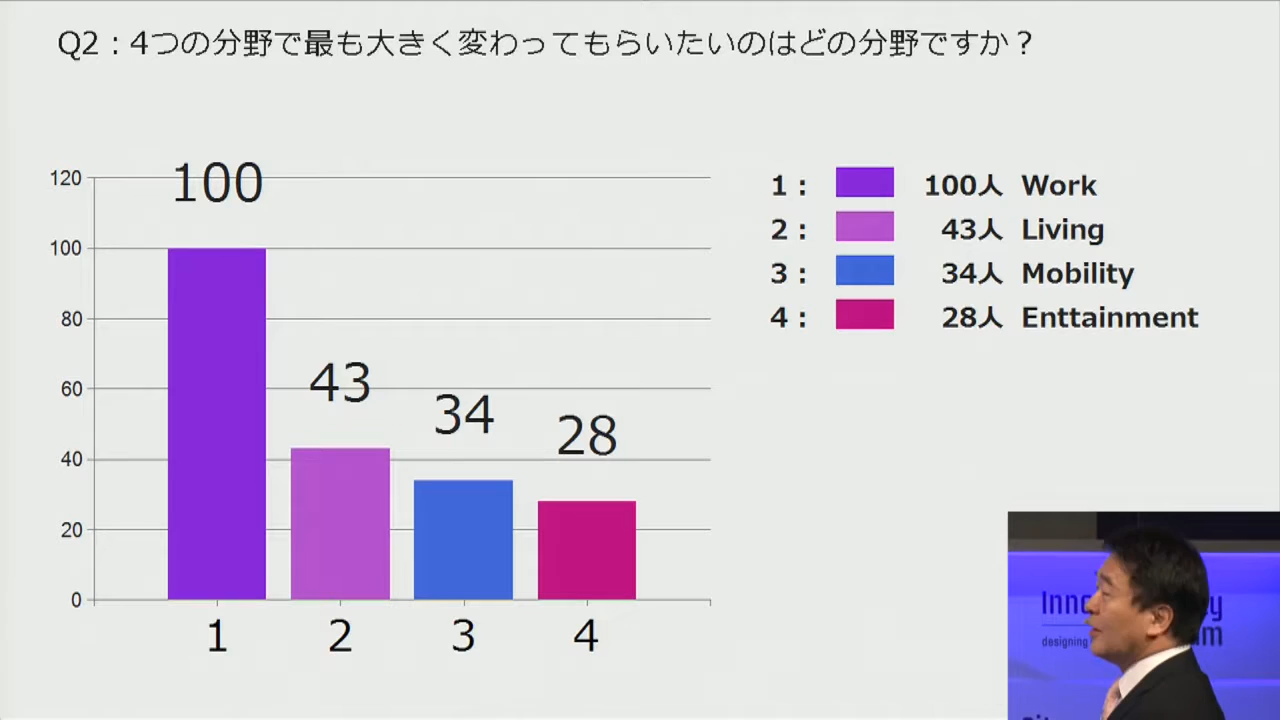 Q2：4つの分野で最も大きく変わってもらいたいのはどの分野ですか？
120
100
80
60
40
20
0
100
43
34
28
1
2
3
4
1： 100人 Work
2： 43人 Living
3： 34人 Mobility
4： 28人 Enttainment
designing